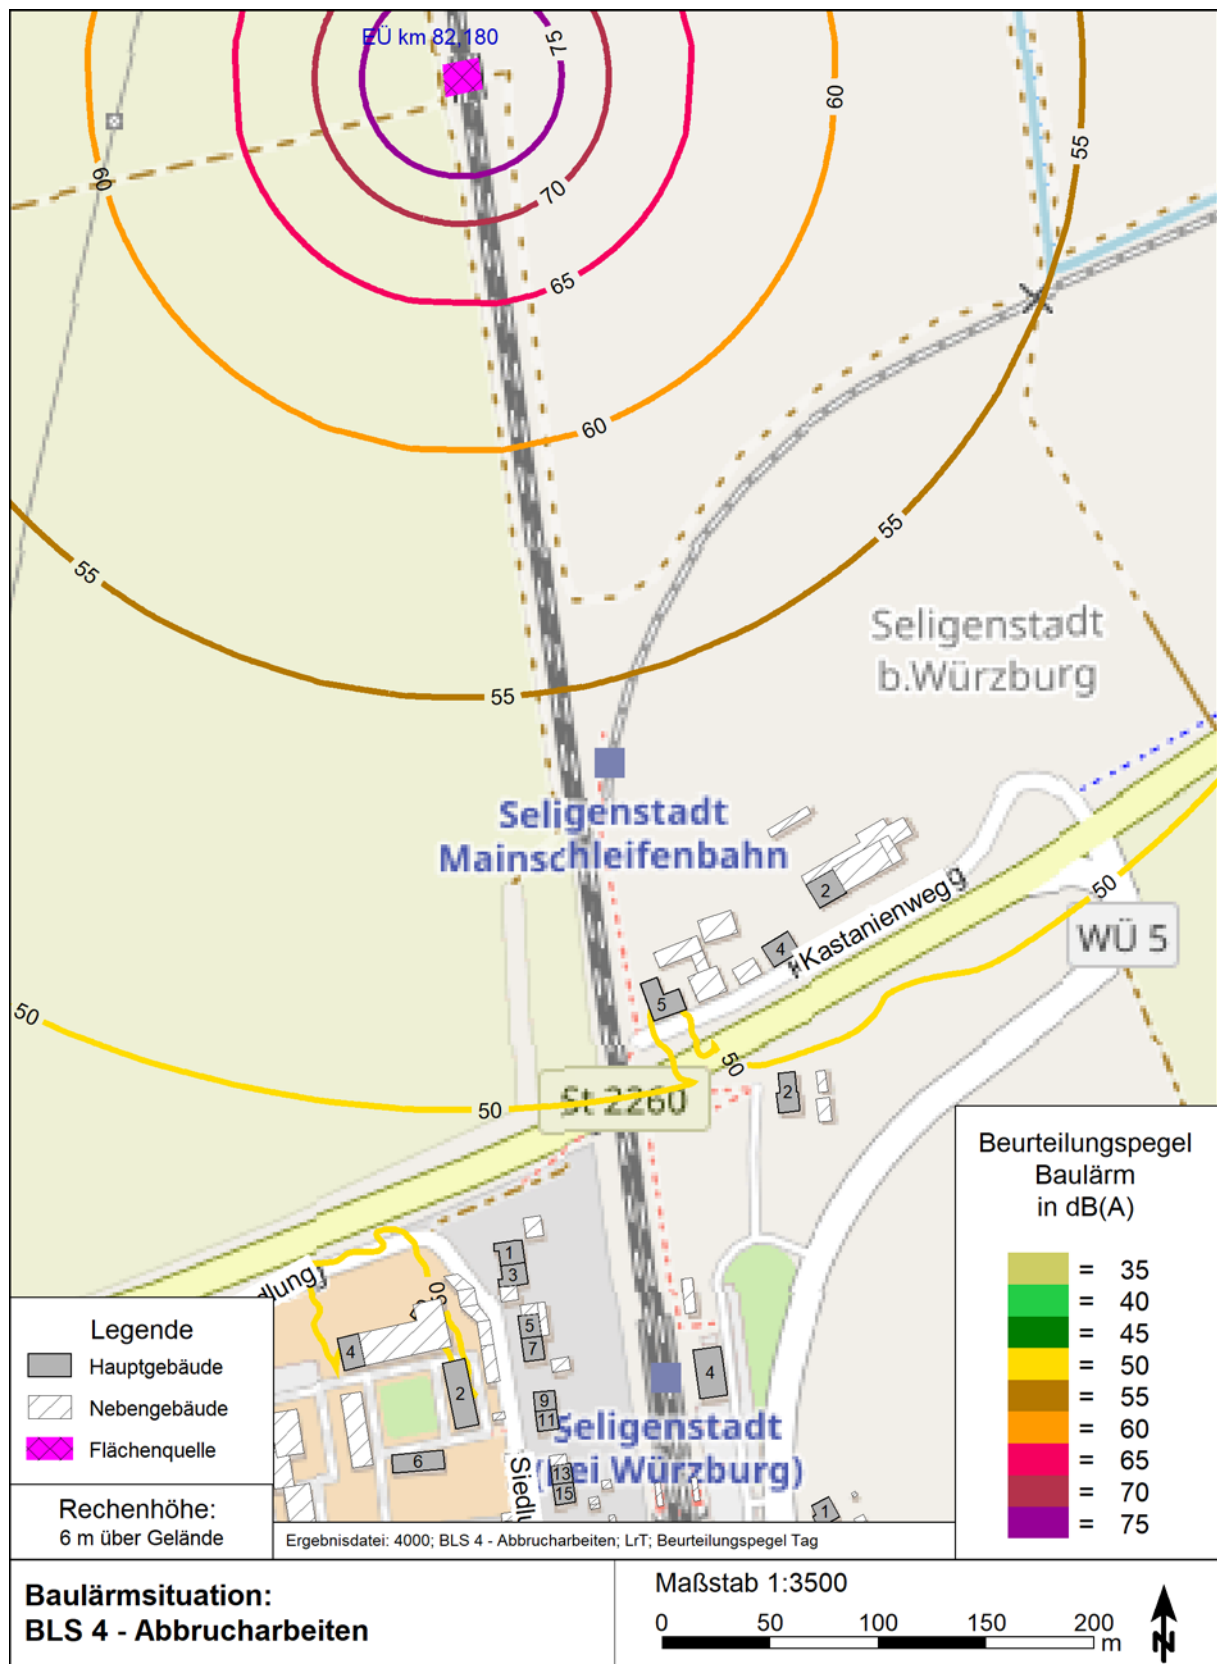 EÜ km 82,180
75
60
60
55
70
65
60
55
55
Seligenstadt
b.Würzburg
55
Seligenstadt
Mainschleifenbahn
2
Kastanienweg
50
4
WÜ 5
5
50
50
50
St 2260
2
1
3
dlung
50
5
7
4
4
2
9
11
Seligenstadt
(bei Würzburg)
6
13
15
Siedlu
1
Beurteilungspegel
Baulärm
in dB(A)
= 35
= 40
= 45
= 50
= 55
= 60
= 65
= 70
= 75
Legende
Hauptgebäude
Nebengebäude
Flächenquelle
Rechenhöhe:
6 m über Gelände
Ergebnisdatei: 4000; BLS 4 - Abbrucharbeiten; LrT; Beurteilungspegel Tag
Baulärmsituation:
BLS 4 - Abbrucharbeiten
Maßstab 1:3500
0 50 100 150 200
m
N